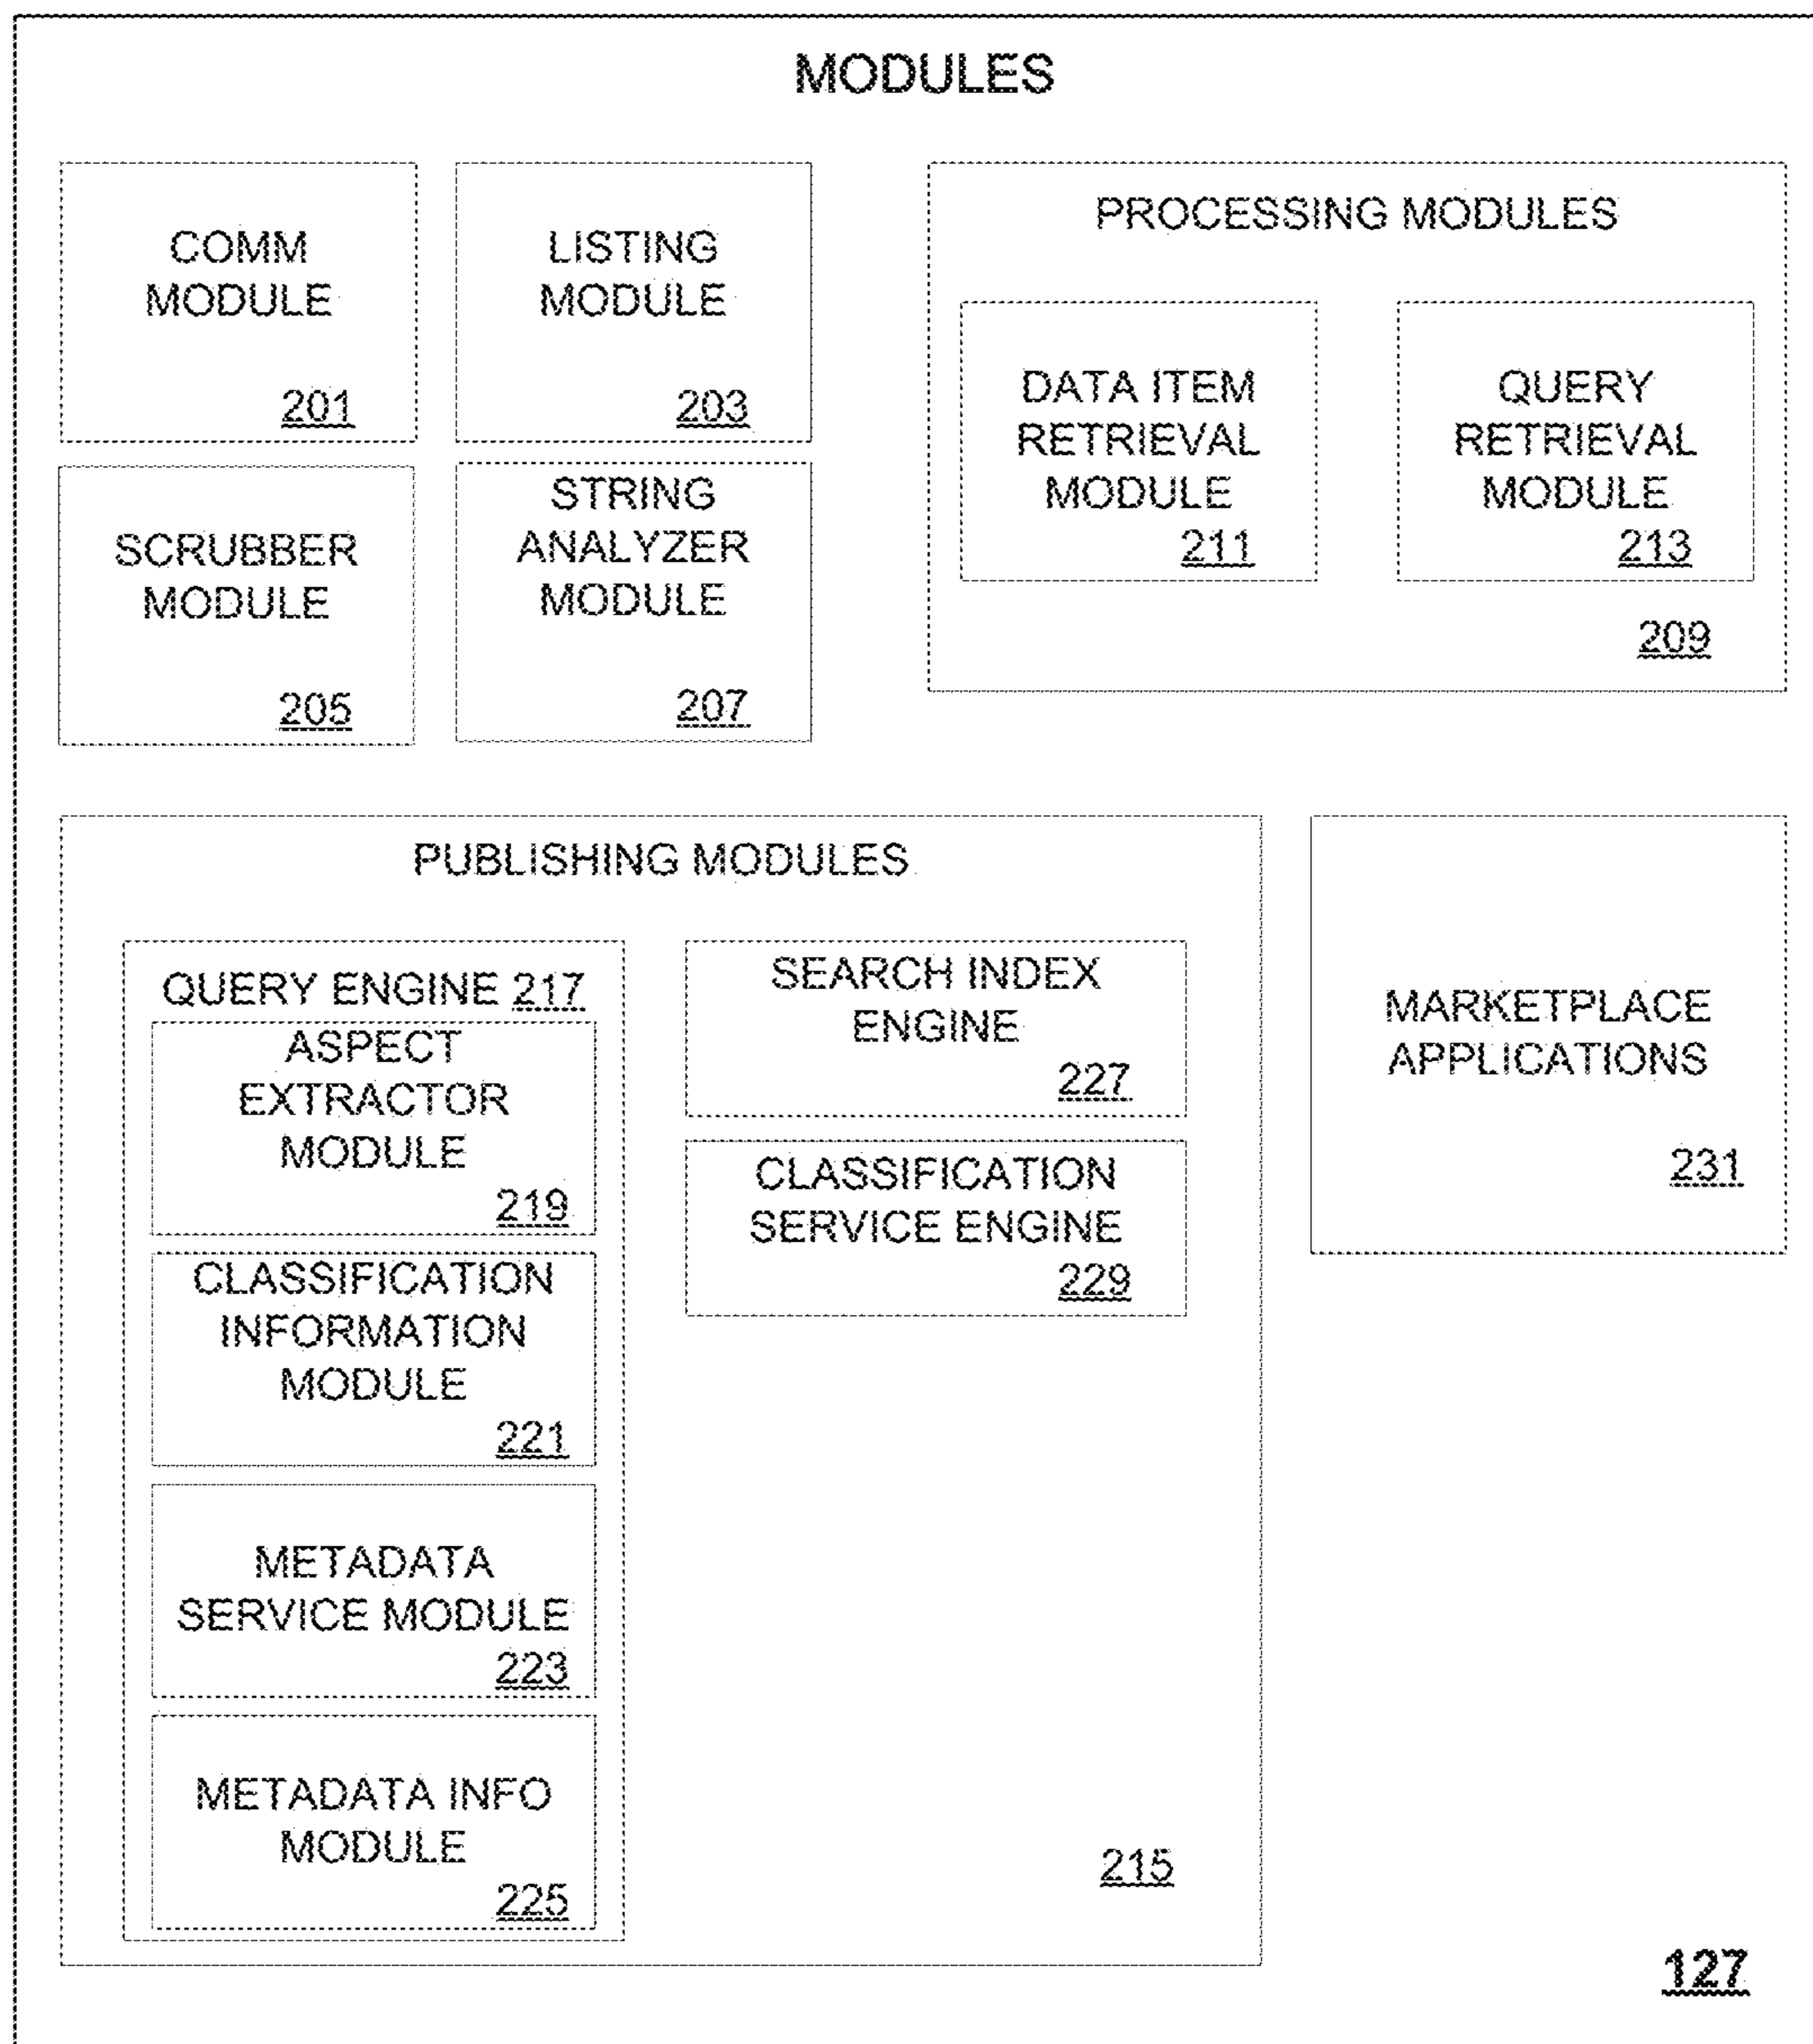 MODULES
COMM
MODULE
201
LISTING
MODULE
203
SCRUBBER
MODULE
205
STRING
ANALYZER
MODULE
207
PROCESSING MODULES
DATA ITEM
RETRIEVAL
MODULE
211
QUERY
RETRIEVAL
MODULE
213
209
PUBLISHING MODULES
QUERY ENGINE 217
ASPECT
EXTRACTOR
MODULE
219
CLASSIFICATION
INFORMATION
MODULE
221
METADATA
SERVICE MODULE
223
METADATA INFO
MODULE
225
SEARCH INDEX
ENGINE
227
CLASSIFICATION
SERVICE ENGINE
229
215
MARKETPLACE
APPLICATIONS
231
127